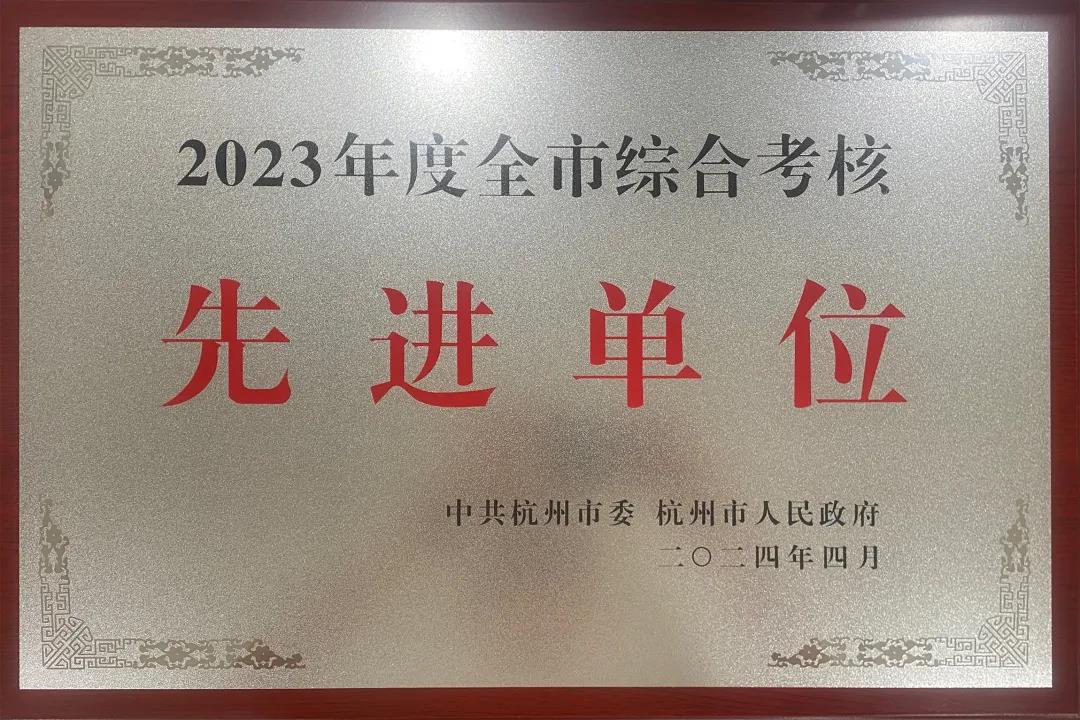 2023年度全市综合考核
先进单位
中共杭州市委 杭州市人民政府
二〇二四年四月